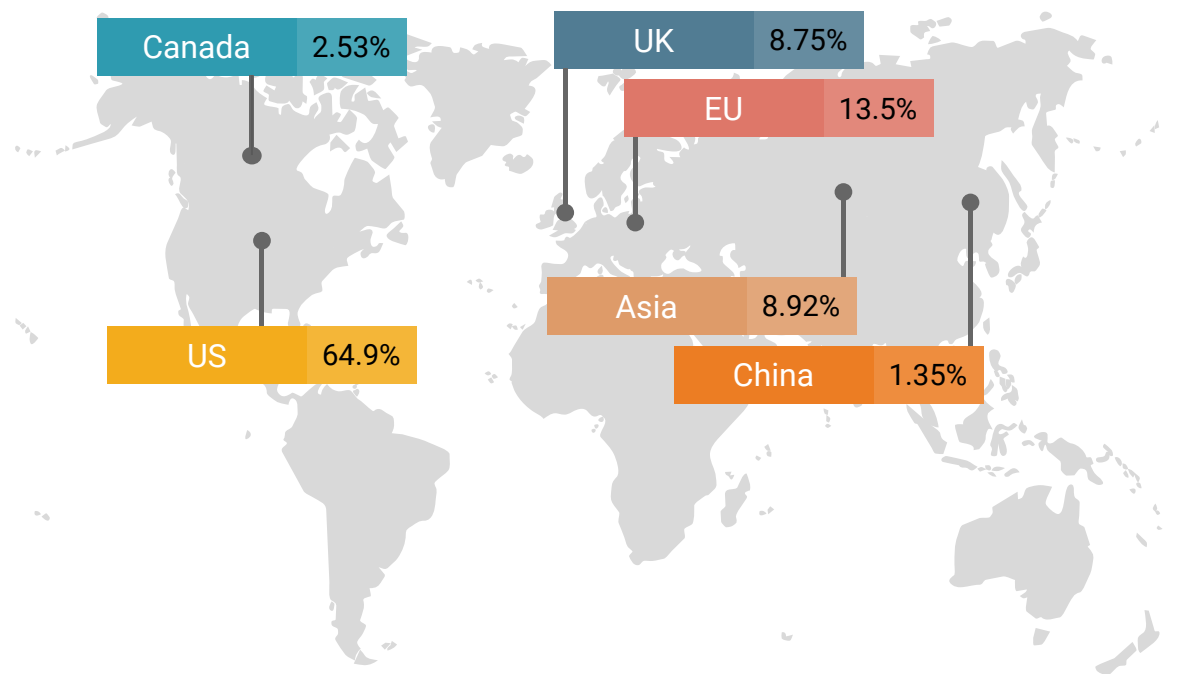 Canada 2.53%
UK 8.75%
EU 13.5%
Asia 8.92%
US 64.9%
China 1.35%